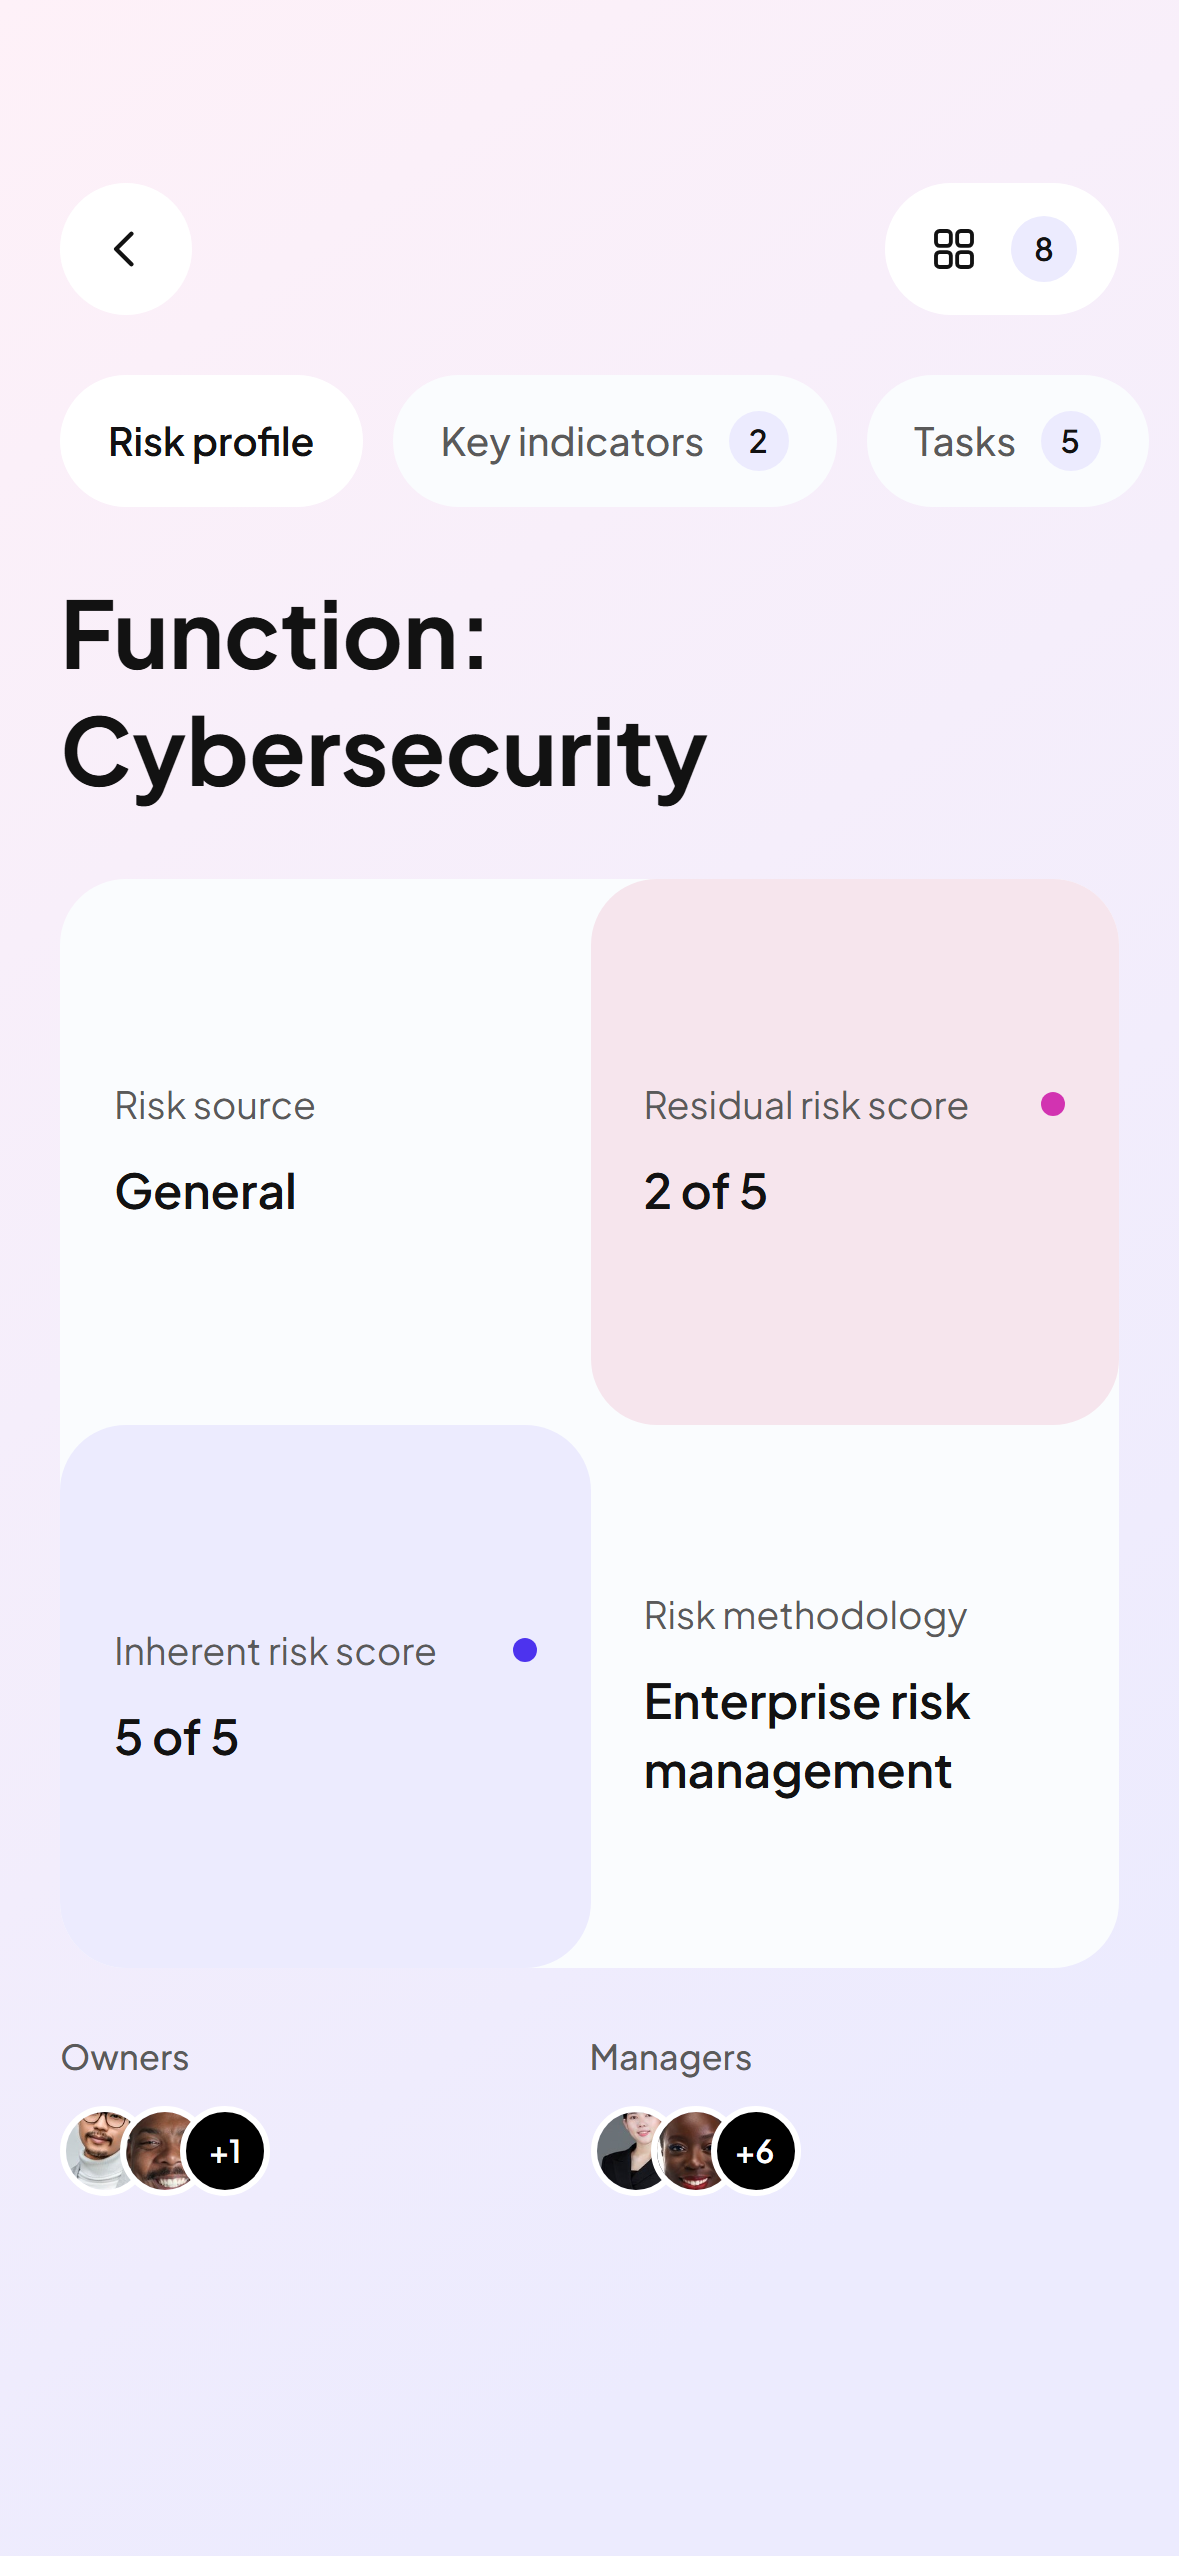 8
Risk profile
Key indicators 2
Tasks 5
Function:
Cybersecurity
Risk source
General
Residual risk score
2 of 5
Inherent risk score
5 of 5
Risk methodology
Enterprise risk
management
Owners
+1
Managers
+6